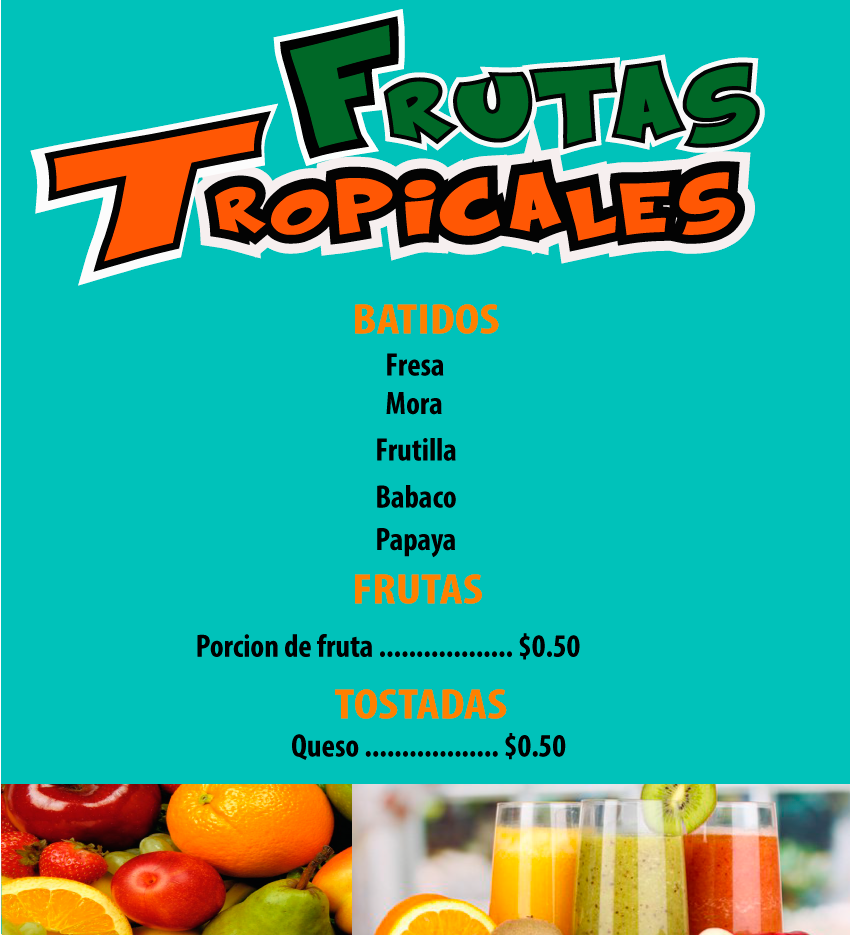 FRUTAS
TROPiCALES
BATIDOS
Fresa
Mora
Frutilla
Babaco
Papaya
FRUTAS
Porcion de fruta .................. $0.50
TOSTADAS
Queso .................. $0.50